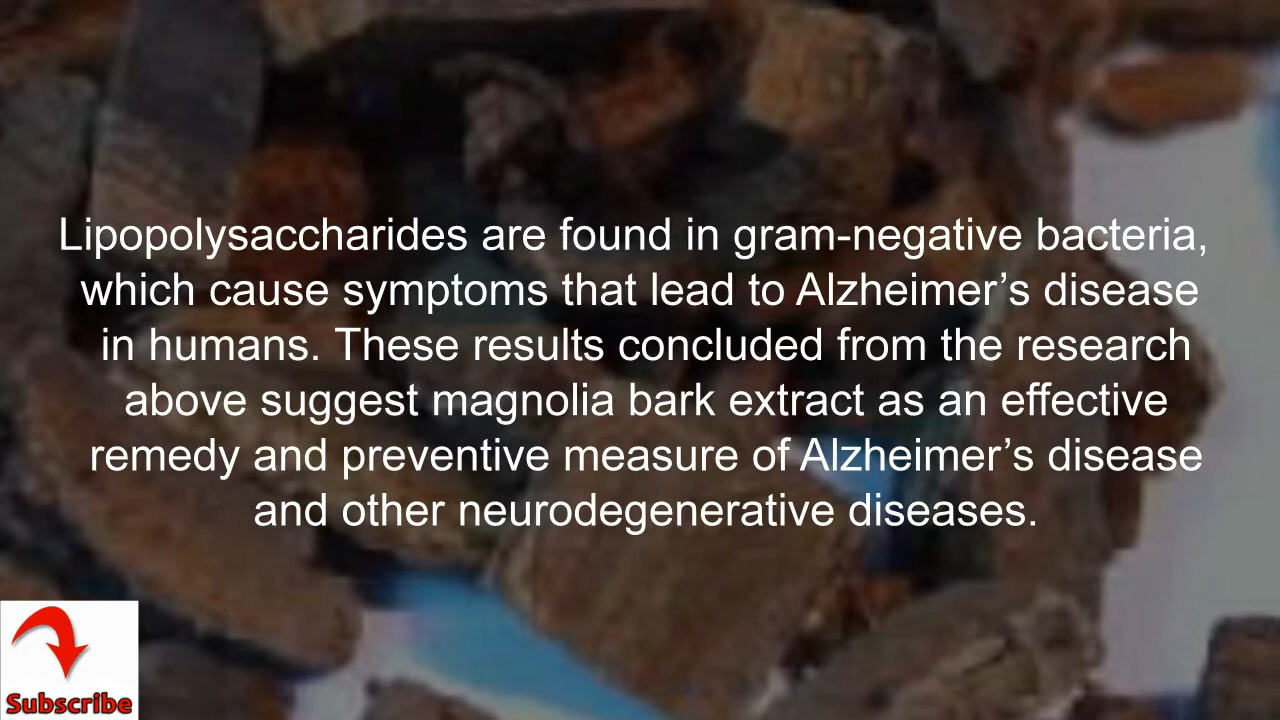 Lipopolysaccharides are found in gram-negative bacteria,
which cause symptoms that lead to Alzheimer’s disease
in humans. These results concluded from the research
above suggest magnolia bark extract as an effective
remedy and preventive measure of Alzheimer’s disease
and other neurodegenerative diseases.
Subscribe